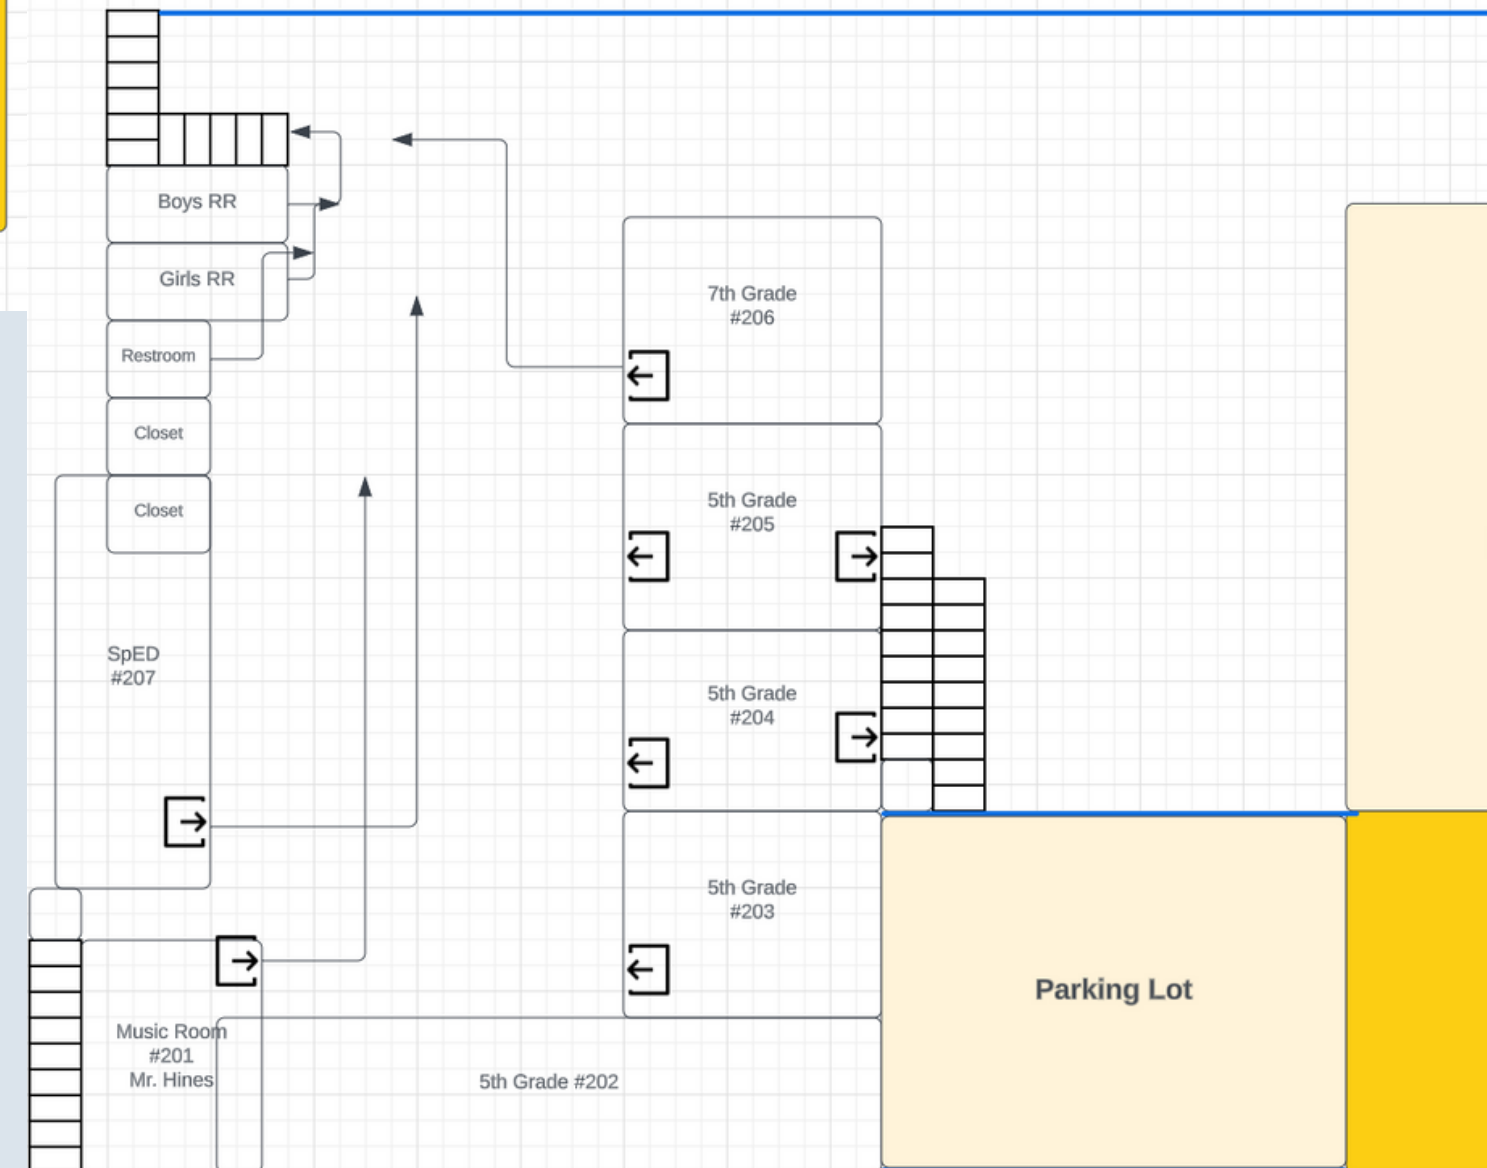 Boys RR
Girls RR
Restroom
Closet
Closet
SpED
#207
Music Room
#201
Mr. Hines
7th Grade
#206
5th Grade
#205
5th Grade
#204
5th Grade
#203
5th Grade #202
Parking Lot